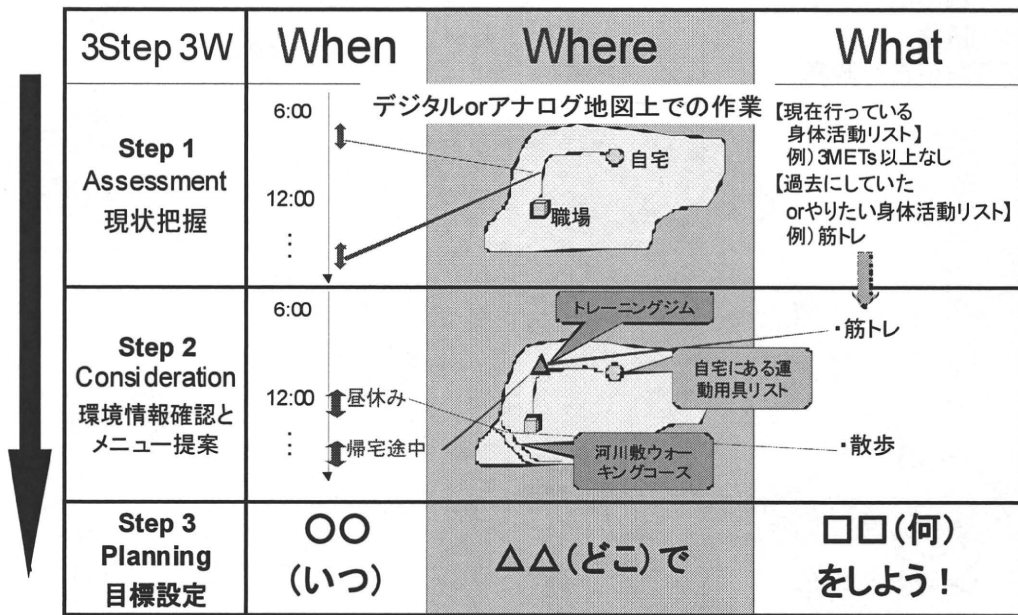 3Step 3W
When
Where
What
Step 1
Assessment
現状把握
6:00
12:00
⋮
デジタルorアナログ地図上での作業
自宅
職場
【現在行っている
身体活動リスト】
例)3METs以上なし
【過去にしていた
orやりたい身体活動リスト】
例)筋トレ
Step 2
Consideration
環境情報確認と
メニュー提案
6:00
12:00
⋮
昼休み
帰宅途中
トレーニングジム
自宅にある運
動用具リスト
河川敷ウォー
キングコース
・筋トレ
・散歩
Step 3
Planning
目標設定
〇〇
(いつ)
△△(どこ)で
□□(何)
をしよう!